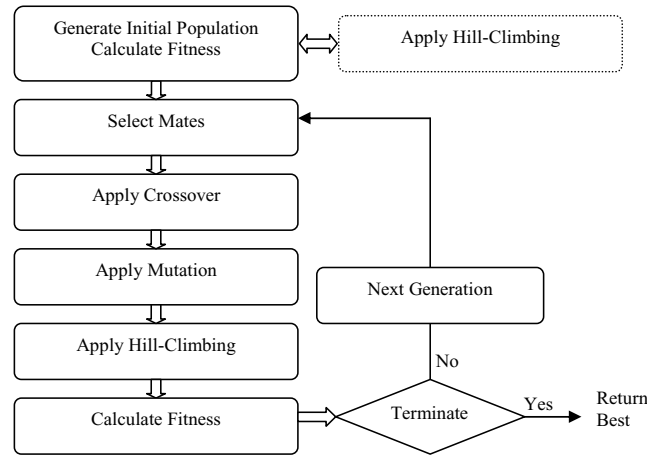 Generate Initial Population
Calculate Fitness
Apply Hill-Climbing
Select Mates
Apply Crossover
Apply Mutation
Next Generation
Apply Hill-Climbing
No
Calculate Fitness
Terminate
Yes
Return
Best